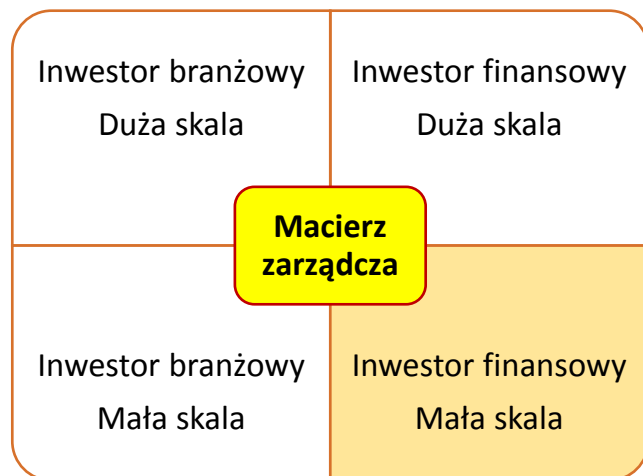 Inwestor branżowy
Duża skala
Inwestor finansowy
Duża skala
Macierz
zarządcza
Inwestor branżowy
Mała skala
Inwestor finansowy
Mała skala